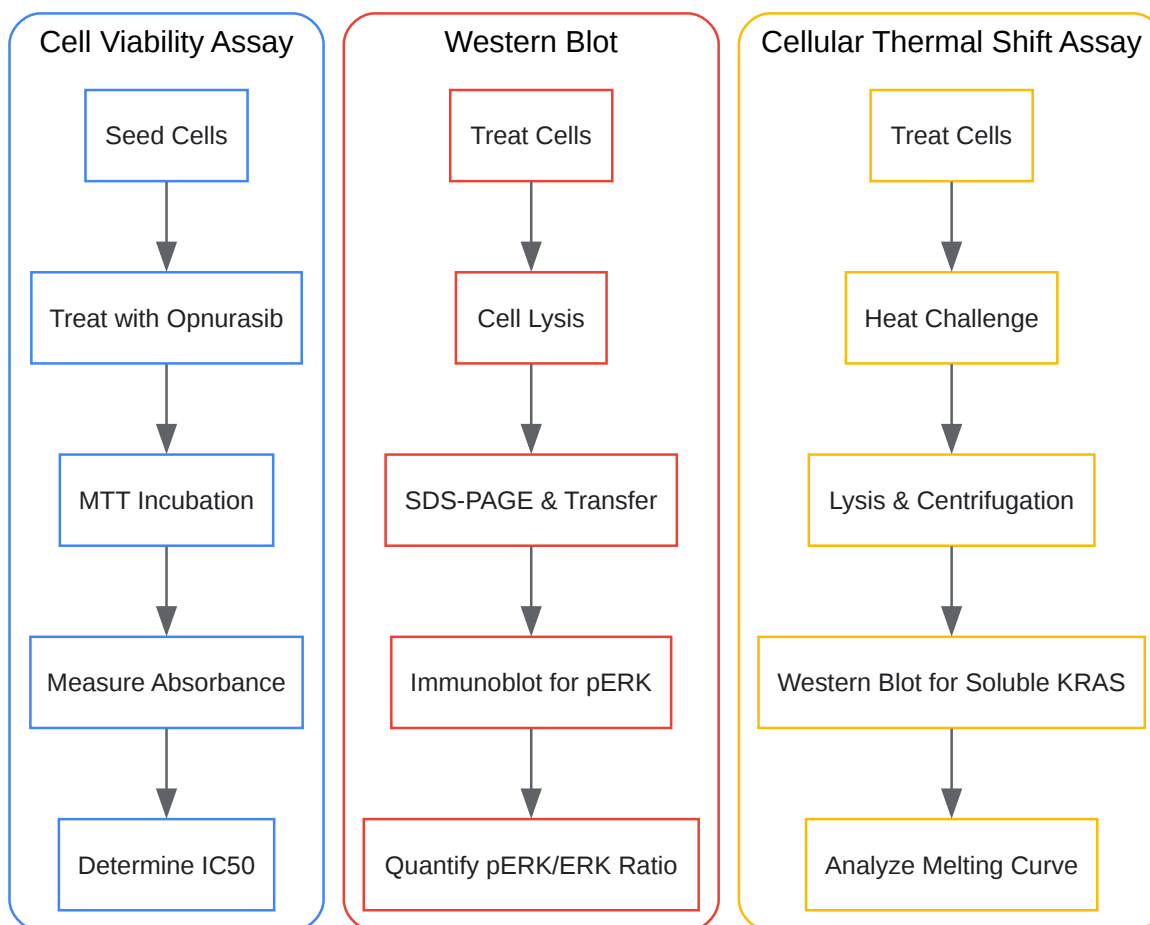 Cell Viability Assay
Seed Cells
Treat with Opnurasib
MTT Incubation
Measure Absorbance
Determine IC50
Western Blot
Treat Cells
Cell Lysis
SDS-PAGE & Transfer
Immunoblot for pERK
Quantify pERK/ERK Ratio
Cellular Thermal Shift Assay
Treat Cells
Heat Challenge
Lysis & Centrifugation
Western Blot for Soluble KRAS
Analyze Melting Curve